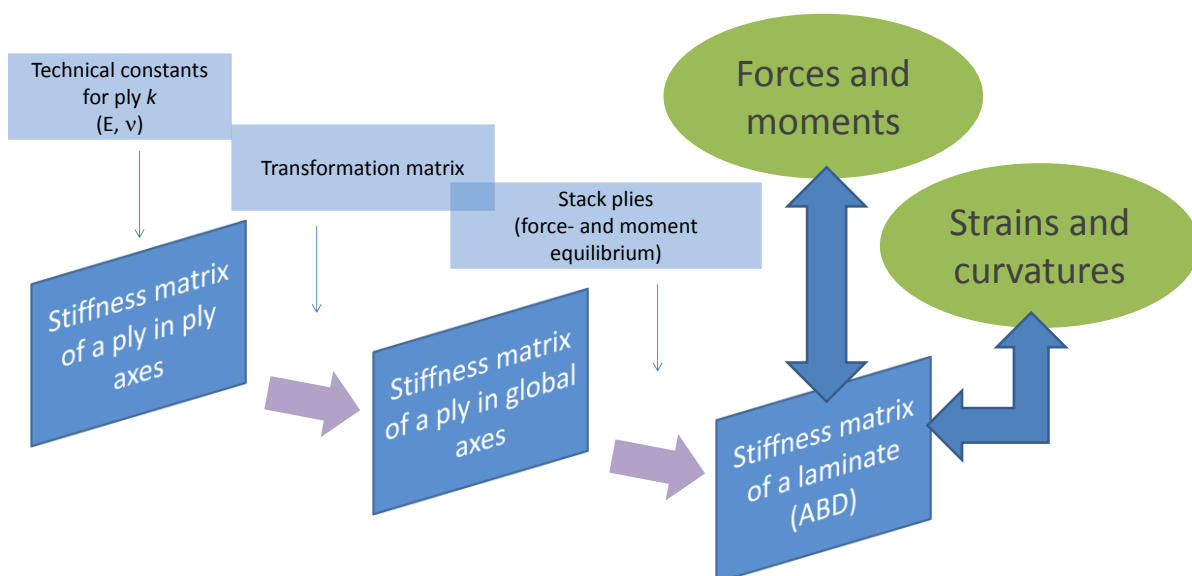 Technical constants
for ply k
(E, ν)
Transformation matrix
Stack plies
(force- and moment
equilibrium)
Forces and
moments
Strains and
curvatures
Stiffness matrix
of a ply in ply
axes
Stiffness matrix
of a ply in global
axes
Stiffness matrix
of a laminate
(ABD)